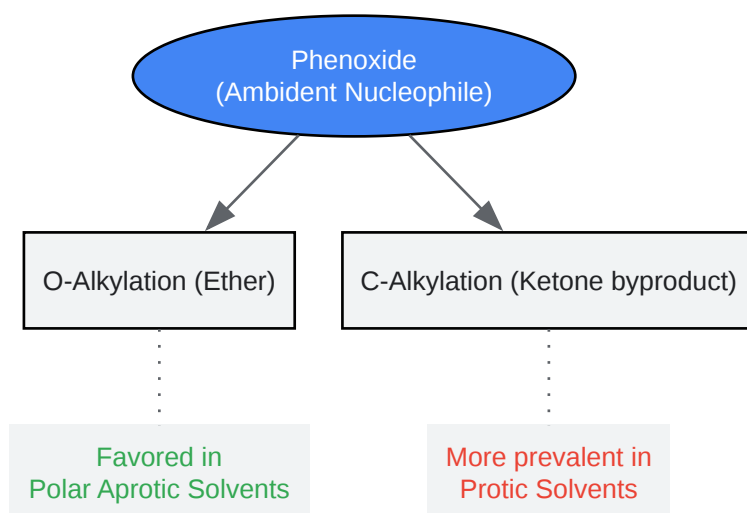 Phenoxide
(Ambident Nucleophile)
O-Alkylation (Ether)
C-Alkylation (Ketone byproduct)
Favored in
Polar Aprotic Solvents
More prevalent in
Protic Solvents